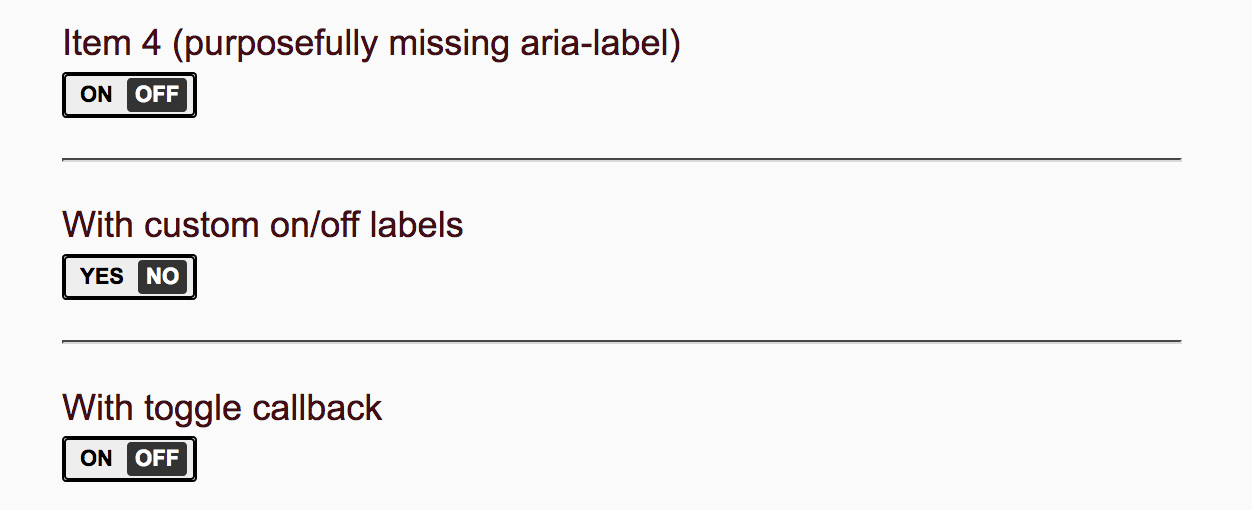 Item 4 (purposefully missing aria-label)
ON OFF
With custom on/off labels
YES NO
With toggle callback
ON OFF